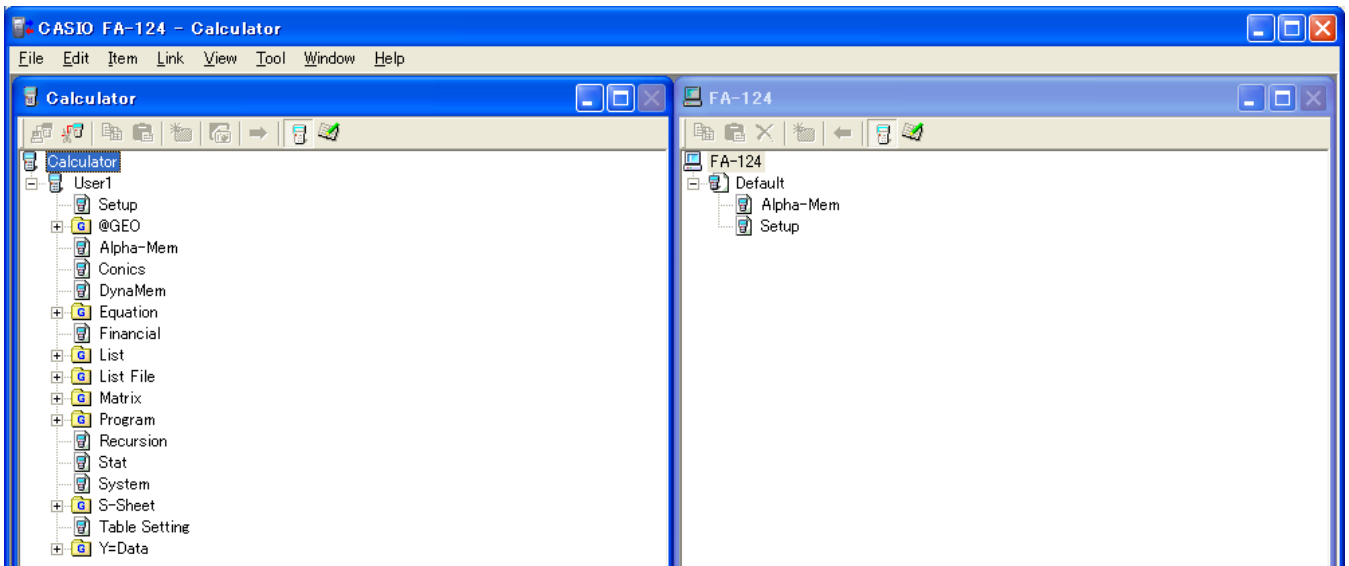 CASIO FA-124 - Calculator
File Edit Item Link View Tool Window Help
Calculator
Calculator
User1
Setup
@GEO
Alpha-Mem
Conics
DynaMem
Equation
Financial
List
List File
Matrix
Program
Recursion
Stat
System
S-Sheet
Table Setting
Y=Data
FA-124
FA-124
Default
Alpha-Mem
Setup